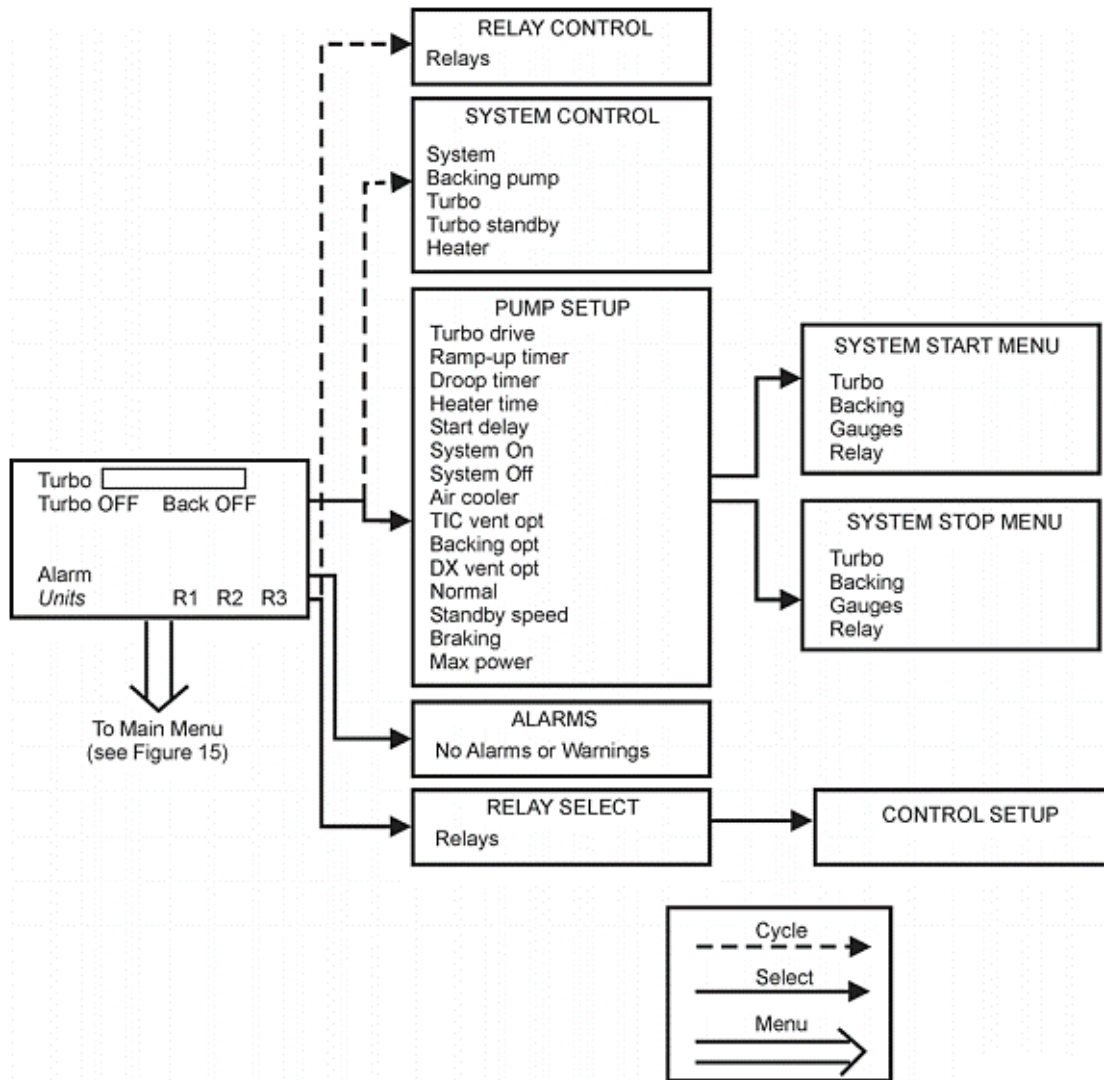 RELAY CONTROL
Relays
SYSTEM CONTROL
System
Backing pump
Turbo
Turbo standby
Heater
PUMP SETUP
Turbo drive
Ramp-up timer
Droop timer
Heater time
Start delay
System On
System Off
Air cooler
TIC vent opt
Backing opt
DX vent opt
Normal
Standby speed
Braking
Max power
SYSTEM START MENU
Turbo
Backing
Gauges
Relay
SYSTEM STOP MENU
Turbo
Backing
Gauges
Relay
Turbo
Turbo OFF Back OFF
Alarm
Units R1 R2 R3
To Main Menu
(see Figure 15)
ALARMS
No Alarms or Warnings
RELAY SELECT
Relays
CONTROL SETUP
Cycle
Select
Menu